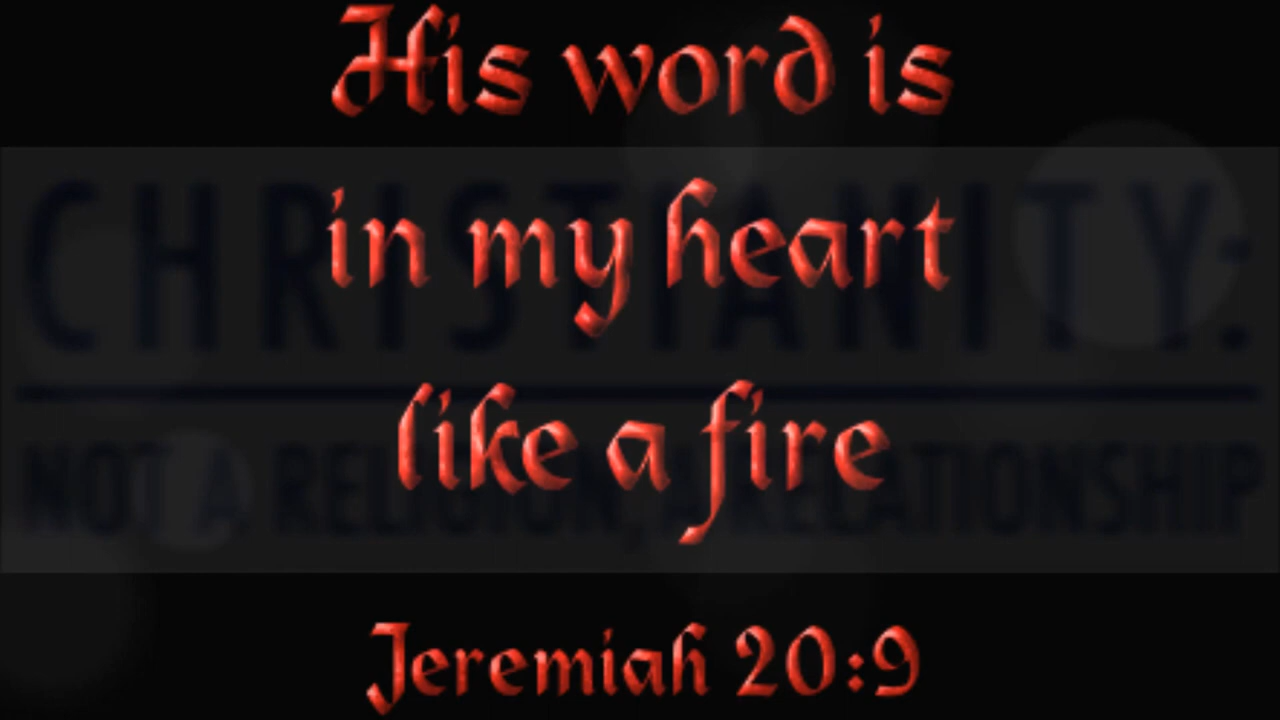 His word is
CHRISTIANITY:
in my heart
like a fire
NOT A RELIGION, A RELATIONSHIP
Jeremiah 20:9